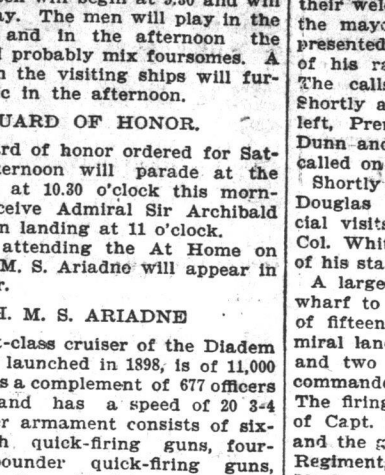 will begin at 9.30 and will
ay. The men will play in the
and in the afternoon the
probably mix foursomes. A
n the visiting ships will fur-
c in the afternoon.
UARD OF HONOR.
rd of honor ordered for Sat-
ternoon will parade at the
at 10.30 o'clock this morn-
ceive Admiral Sir Archibald
n landing at 11 o'clock.
attending the At Home on
M. S. Ariadne will appear in
r.
H. M. S. ARIADNE
t-class cruiser of the Diadem
launched in 1898, is of 11,000
s a complement of 677 officers
and has a speed of 20 3-4
r armament consists of six-
h quick-firing guns, four-
pounder quick-firing guns,
their wel
the mayo
presented
of his ra
The calls
Shortly a
left, Prem
Dunn and
called on
Shortly
Douglas
cial visits
Col. Whit
of his sta
A large
wharf to
of fifteen
miral lan
and two
commande
The firing
of Capt.
and the g
Regiment